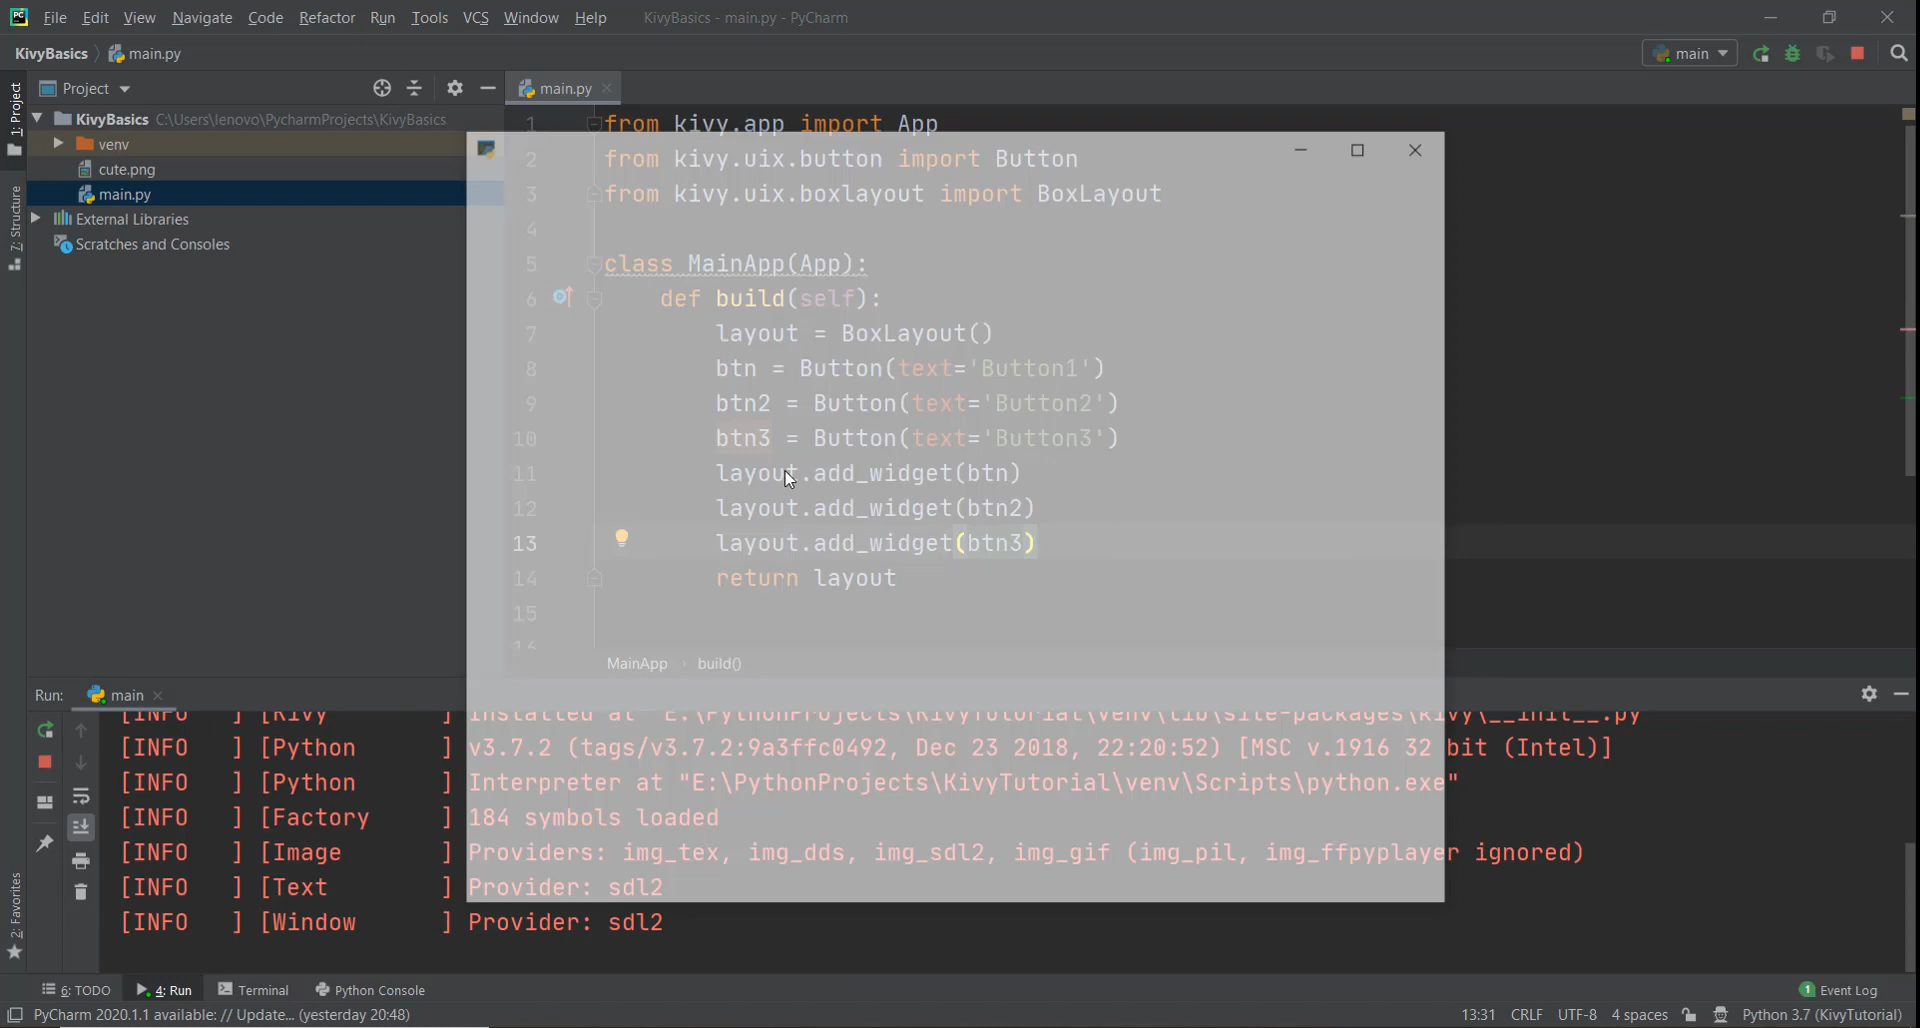 File Edit View Navigate Code Refactor Run Tools VCS Window Help KivyBasics - main.py - PyCharm
KivyBasics main.py main
1: Project
Project
main.py
KivyBasics C:\Users\lenovo\PycharmProjects\KivyBasics
venv
cute.png
main.py
External Libraries
Scratches and Consoles
7: Structure
1 from kivy.app import App
2 from kivy.uix.button import Button
3 from kivy.uix.boxlayout import BoxLayout
4
5 class MainApp(App):
6 def build(self):
7 layout = BoxLayout()
8 btn = Button(text='Button1')
9 btn2 = Button(text='Button2')
10 btn3 = Button(text='Button3')
11 layout.add_widget(btn)
12 layout.add_widget(btn2)
13 layout.add_widget(btn3)
14 return layout
15
16
MainApp build()
Run: main
[INFO ] [Kivy ] Installed at "E:\PythonProjects\KivyTutorial\venv\lib\site-packages\kivy\__init__.py
[INFO ] [Python ] v3.7.2 (tags/v3.7.2:9a3ffc0492, Dec 23 2018, 22:20:52) [MSC v.1916 32 bit (Intel)]
[INFO ] [Python ] Interpreter at "E:\PythonProjects\KivyTutorial\venv\Scripts\python.exe"
[INFO ] [Factory ] 184 symbols loaded
[INFO ] [Image ] Providers: img_tex, img_dds, img_sdl2, img_gif (img_pil, img_ffpyplayer ignored)
[INFO ] [Text ] Provider: sdl2
[INFO ] [Window ] Provider: sdl2
2: Favorites
6: TODO 4: Run Terminal Python Console 1 Event Log
PyCharm 2020.1.1 available: // Update... (yesterday 20:48) 13:31 CRLF UTF-8 4 spaces Python 3.7 (KivyTutorial)